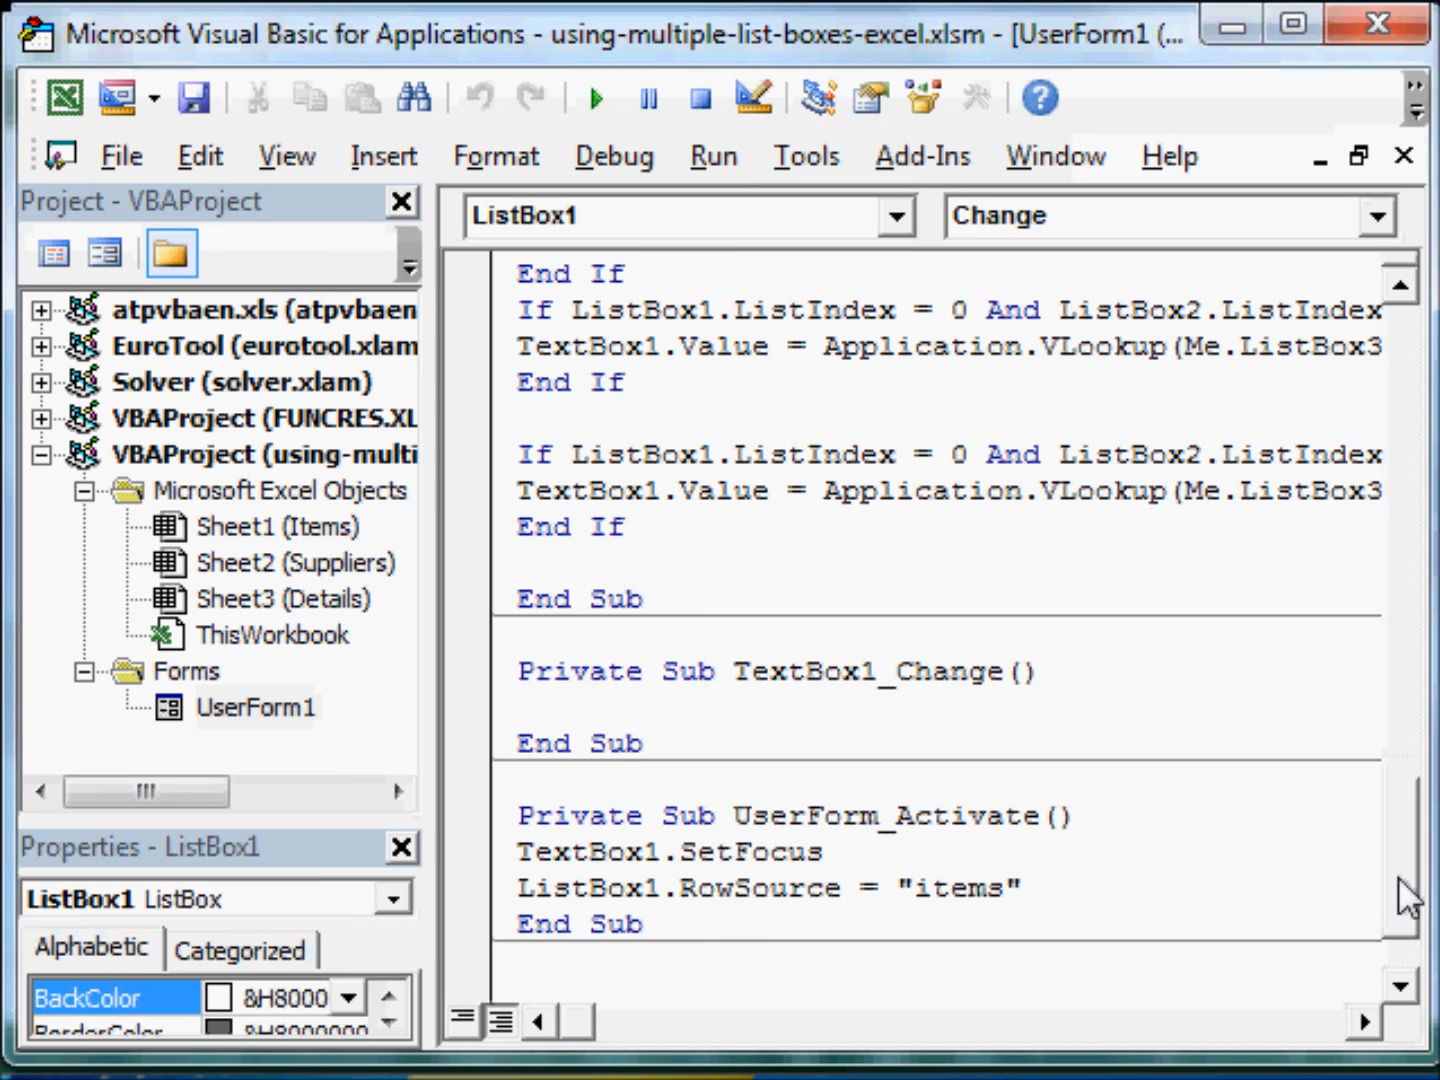 Microsoft Visual Basic for Applications - using-multiple-list-boxes-excel.xlsm - [UserForm1 (...
File Edit View Insert Format Debug Run Tools Add-Ins Window Help
Project - VBAProject
atpvbaen.xls (atpvbaen
EuroTool (eurotool.xlam
Solver (solver.xlam)
VBAProject (FUNCRES.XL
VBAProject (using-multi
Microsoft Excel Objects
Sheet1 (Items)
Sheet2 (Suppliers)
Sheet3 (Details)
ThisWorkbook
Forms
UserForm1
Properties - ListBox1
ListBox1 ListBox
Alphabetic Categorized
BackColor &H8000
BorderColor &H8000000
ListBox1 Change
End If
If ListBox1.ListIndex = 0 And ListBox2.ListIndex
TextBox1.Value = Application.VLookup(Me.ListBox3
End If
If ListBox1.ListIndex = 0 And ListBox2.ListIndex
TextBox1.Value = Application.VLookup(Me.ListBox3
End If
End Sub
Private Sub TextBox1_Change()
End Sub
Private Sub UserForm_Activate()
TextBox1.SetFocus
ListBox1.RowSource = "items"
End Sub